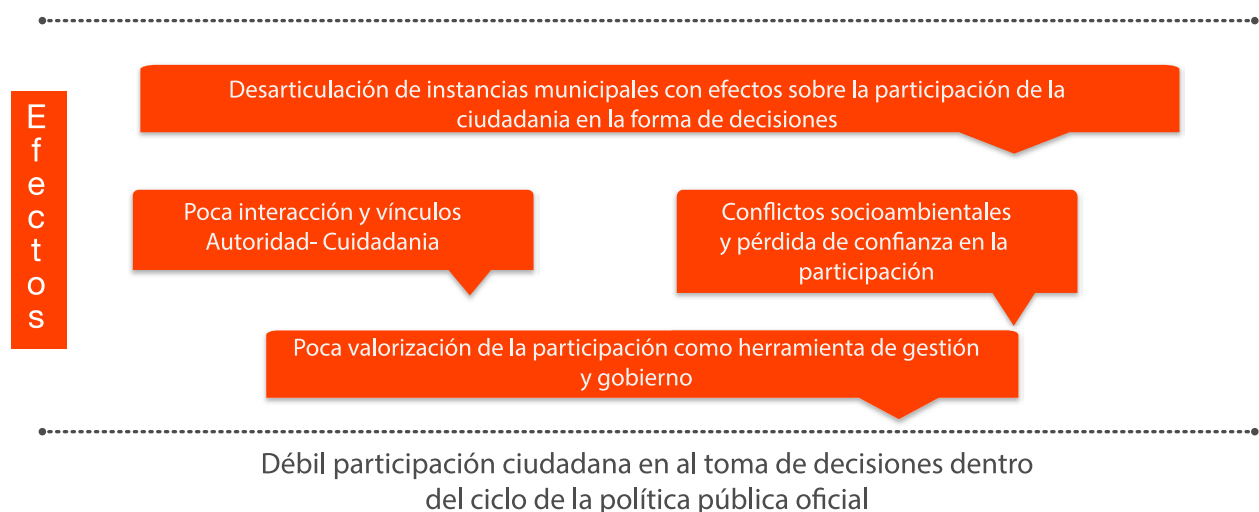 Efectos
Desarticulación de instancias municipales con efectos sobre la participación de la
ciudadania en la forma de decisiones
Poca interacción y vínculos
Autoridad- Cuidadania
Conflictos socioambientales
y pérdida de confianza en la
participación
Poca valorización de la participación como herramienta de gestión
y gobierno
Débil participación ciudadana en al toma de decisiones dentro
del ciclo de la política pública oficial